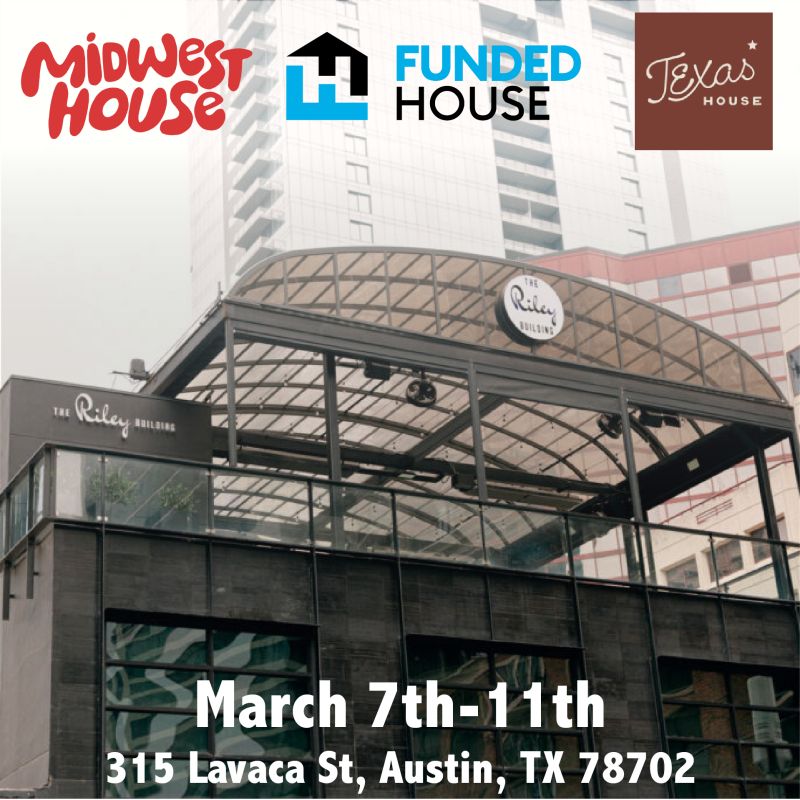 MIDWEST
HOUSE
FUNDED
HOUSE
Texas
HOUSE
THE
Riley
BUILDING
THE Riley BUILDING
March 7th-11th
315 Lavaca St, Austin, TX 78702